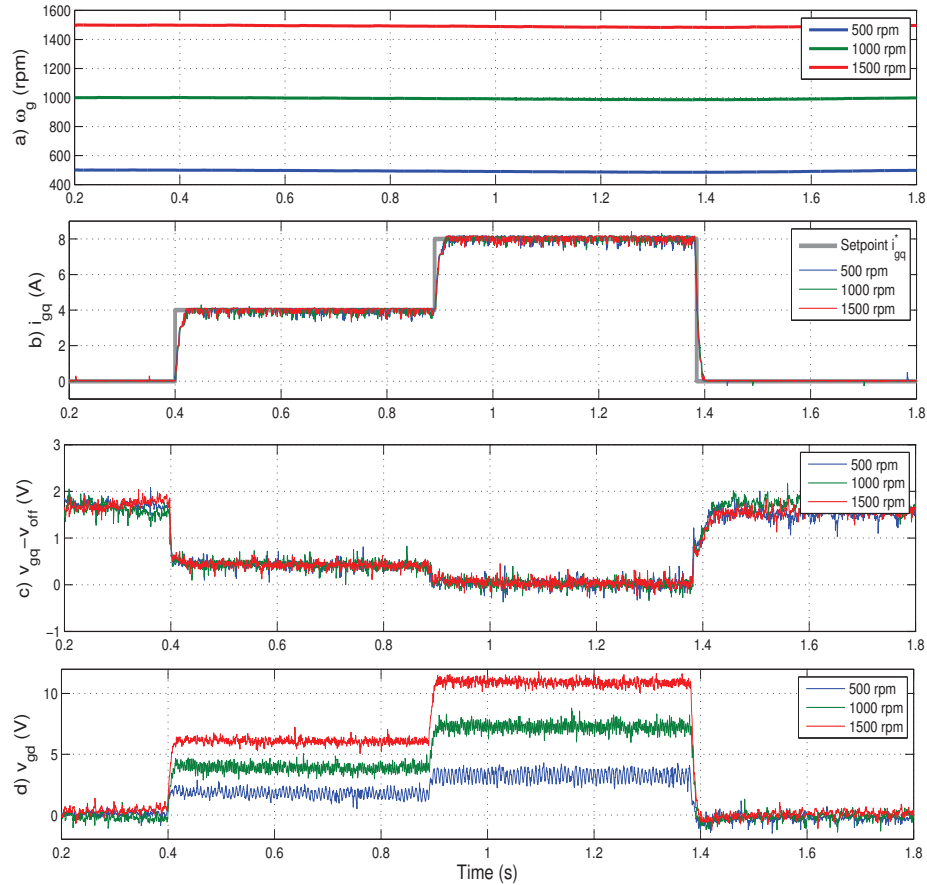 1600
1400
1200
1000
800
600
400
a) ω_g (rpm)
500 rpm
1000 rpm
1500 rpm
0.2 0.4 0.6 0.8 1 1.2 1.4 1.6 1.8
8
6
4
2
0
b) i_gq (A)
Setpoint i*_gq
500 rpm
1000 rpm
1500 rpm
0.2 0.4 0.6 0.8 1 1.2 1.4 1.6 1.8
3
2
1
0
-1
c) v_gq-v_off (V)
500 rpm
1000 rpm
1500 rpm
0.2 0.4 0.6 0.8 1 1.2 1.4 1.6 1.8
10
5
0
d) v_gd (V)
500 rpm
1000 rpm
1500 rpm
0.2 0.4 0.6 0.8 1 1.2 1.4 1.6 1.8
Time (s)